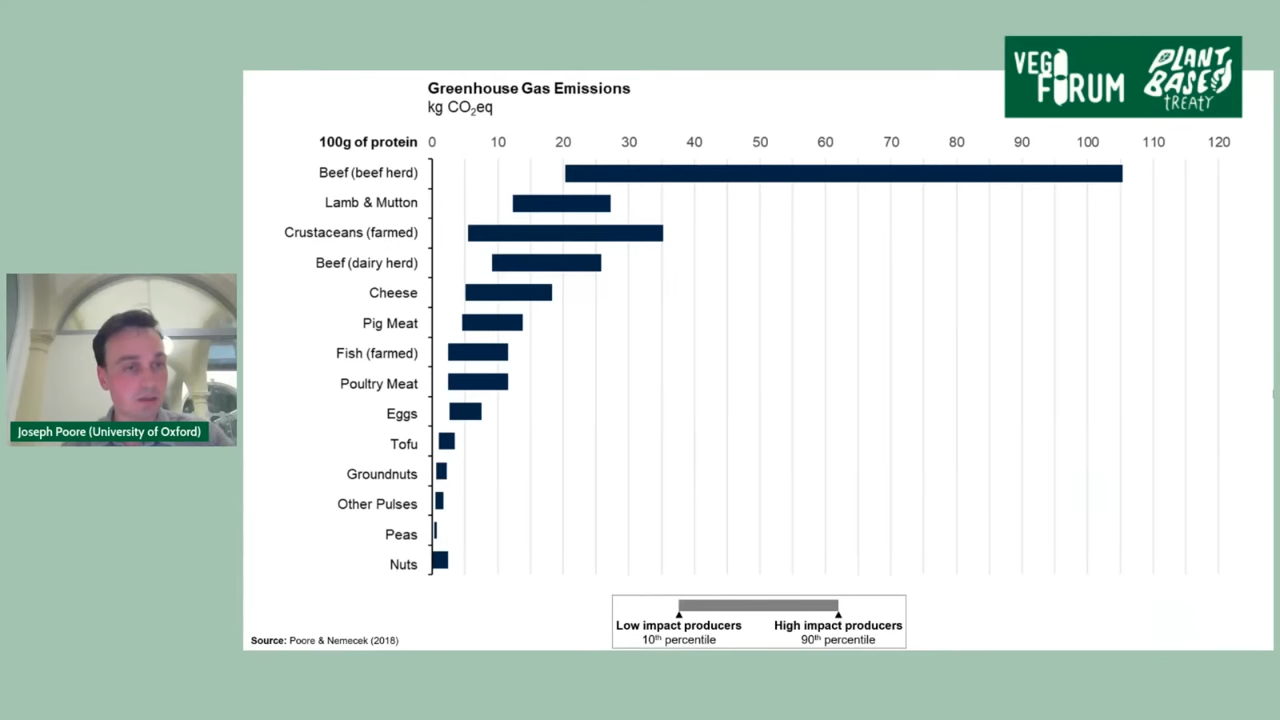 VEG
FORUM
PLANT
BASED
TREATY
Greenhouse Gas Emissions
kg CO₂eq
100g of protein 0 10 20 30 40 50 60 70 80 90 100 110 120
Beef (beef herd)
Lamb & Mutton
Crustaceans (farmed)
Beef (dairy herd)
Cheese
Pig Meat
Fish (farmed)
Poultry Meat
Eggs
Tofu
Groundnuts
Other Pulses
Peas
Nuts
Low impact producers High impact producers
10th percentile 90th percentile
Source: Poore & Nemecek (2018)
Joseph Poore (University of Oxford)